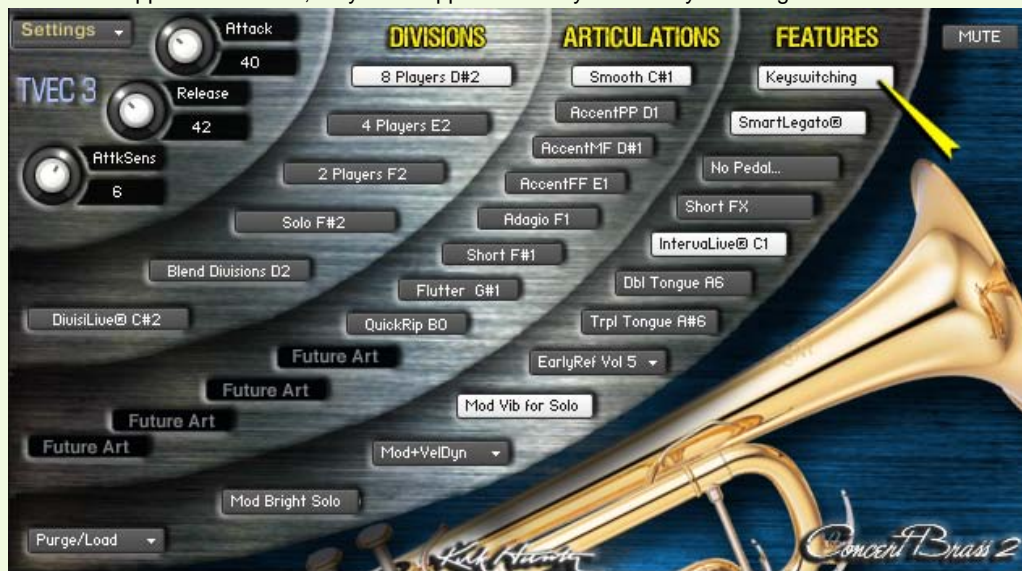 Settings
Attack
40
TVEC 3
Release
42
AttkSens
6
DIVISIONS
8 Players D#2
4 Players E2
2 Players F2
Solo F#2
Blend Divisions D2
DivisiLive® C#2
ARTICULATIONS
Smooth C#1
AccentPP D1
AccentMF D#1
AccentFF E1
Adagio F1
Short F#1
Flutter G#1
QuickRip B0
Future Art
Future Art
Future Art
Future Art
FEATURES
Keyswitching
SmartLegato®
No Pedal...
Short FX
IntervaLive® C1
Dbl Tongue A6
Trpl Tongue A#6
EarlyRef Vol 5
Mod Vib for Solo
Mod+VelDyn
Mod Bright Solo
Purge/Load
MUTE
Kirk Hunter
Concert Brass 2